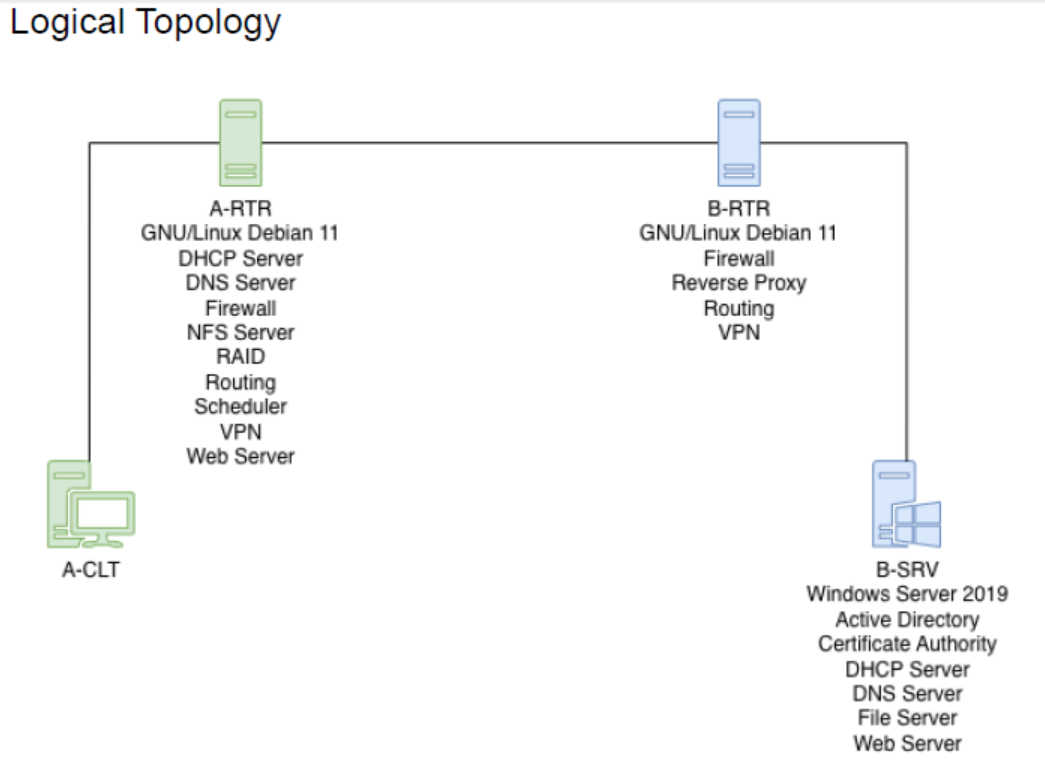 Logical Topology
A-RTR
GNU/Linux Debian 11
DHCP Server
DNS Server
Firewall
NFS Server
RAID
Routing
Scheduler
VPN
Web Server
B-RTR
GNU/Linux Debian 11
Firewall
Reverse Proxy
Routing
VPN
A-CLT
B-SRV
Windows Server 2019
Active Directory
Certificate Authority
DHCP Server
DNS Server
File Server
Web Server